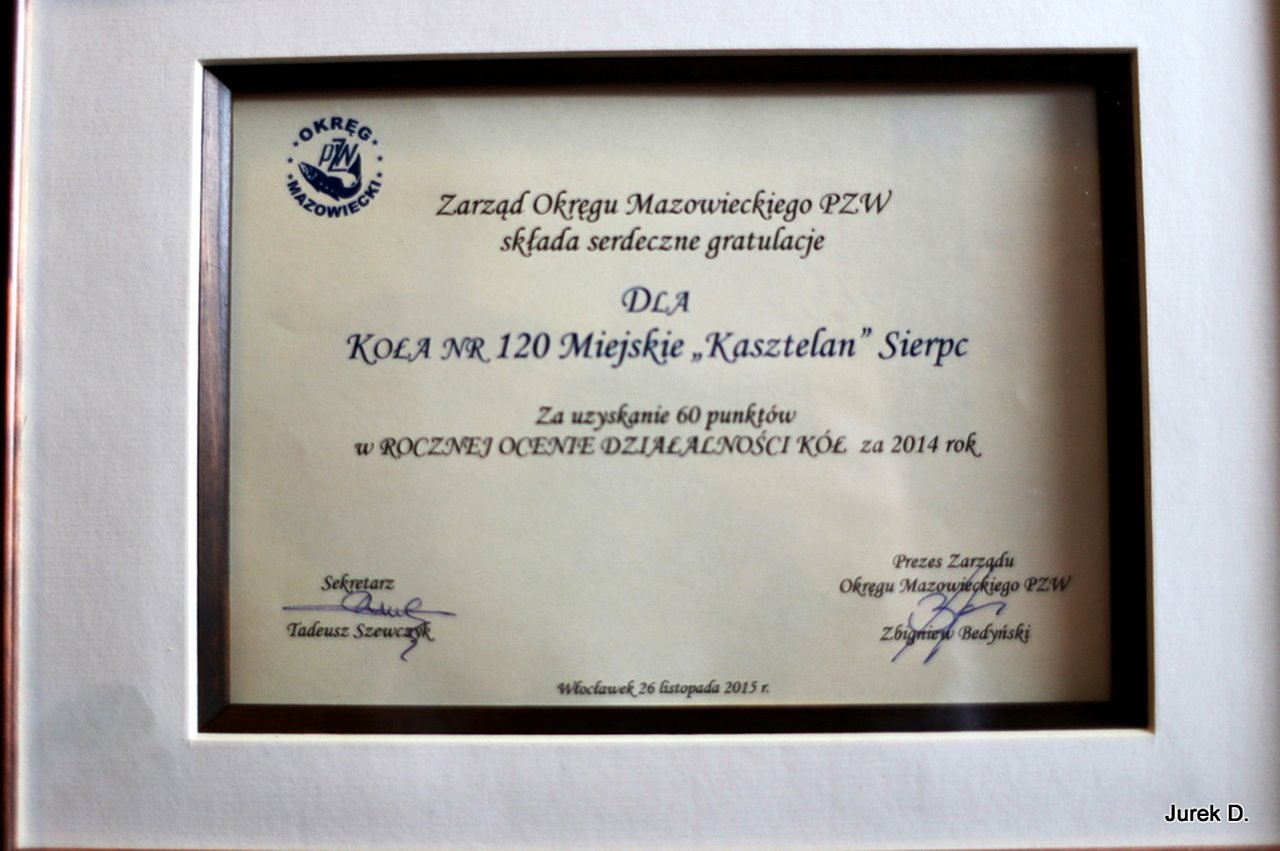 OKRĘG
PZW
MAZOWIECKI
Zarząd Okręgu Mazowieckiego PZW
składa serdeczne gratulacje
DLA
KOŁA NR 120 Miejskie „Kasztelan” Sierpc
Za uzyskanie 60 punktów
w ROCZNEJ OCENIE DZIAŁALNOŚCI KÓŁ za 2014 rok
Sekretarz
Tadeusz Szewczyk
Prezes Zarządu
Okręgu Mazowieckiego PZW
Zbigniew Bedyński
Włocławek 26 listopada 2015 r.
Jurek D.